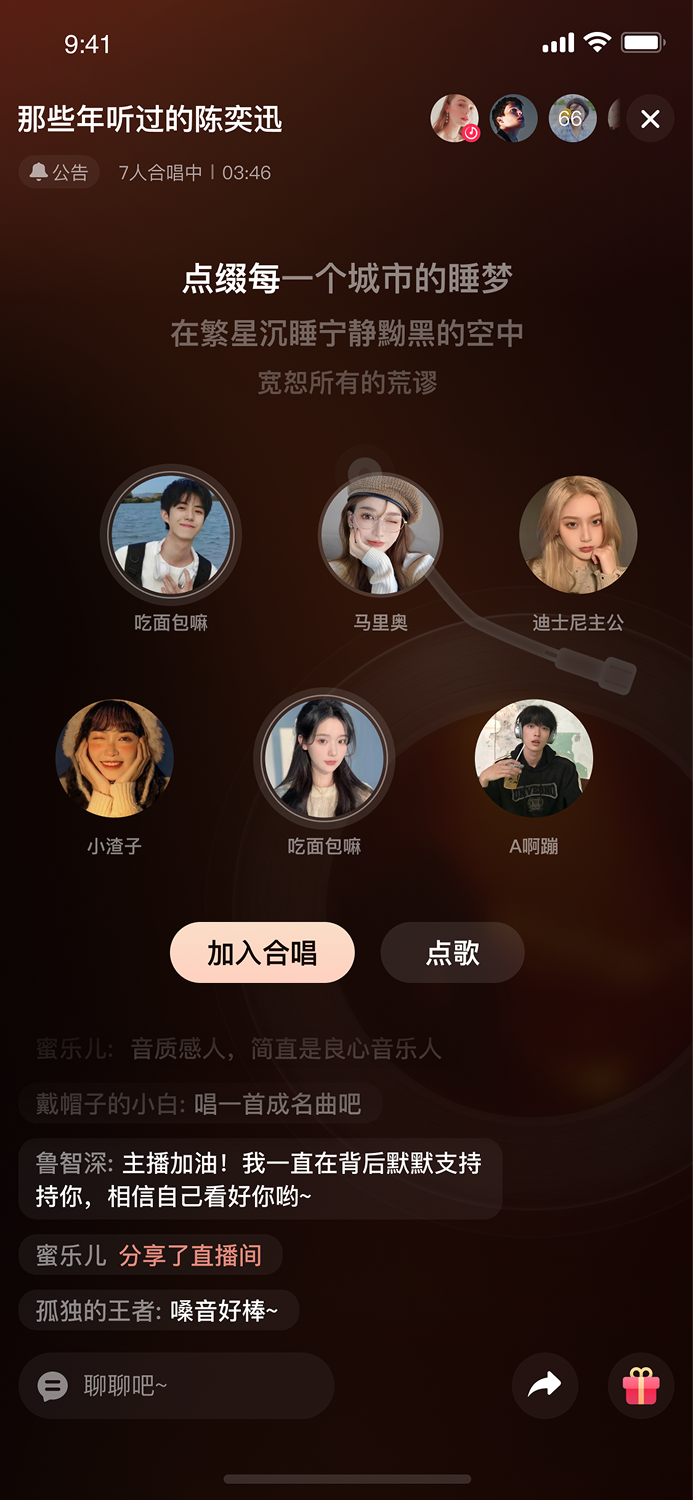 9:41
那些年听过的陈奕迅
66
公告
7人合唱中 | 03:46
点缀每一个城市的睡梦
在繁星沉睡宁静黝黑的空中
宽恕所有的荒谬
吃面包嘛
马里奥
迪士尼主公
小渣子
吃面包嘛
A啊蹦
加入合唱
点歌
蜜乐儿: 音质感人，简直是良心音乐人
戴帽子的小白: 唱一首成名曲吧
鲁智深: 主播加油！我一直在背后默默支持
持你，相信自己看好你哟~
蜜乐儿 分享了直播间
孤独的王者: 嗓音好棒~
聊聊吧~